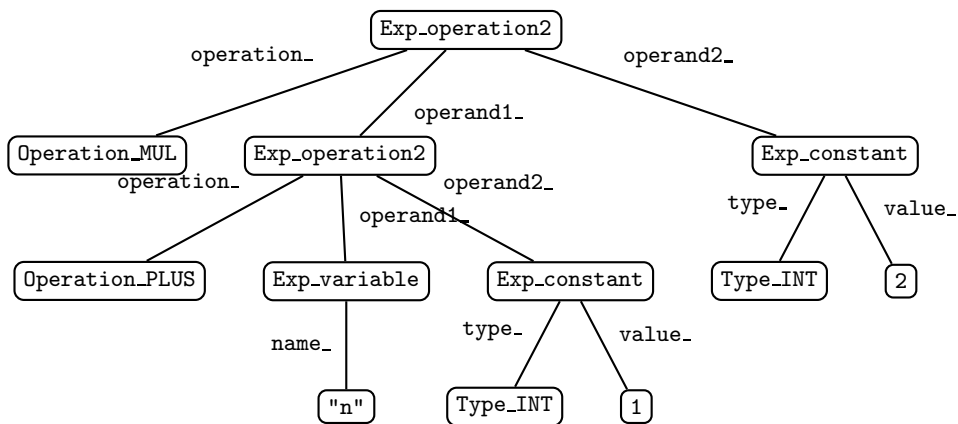 Exp_operation2
operation_ operand2_
operand1_
Operation_MUL Exp_operation2 Exp_constant
operation_ operand2_ type_ value_
operand1_
Operation_PLUS Exp_variable Exp_constant Type_INT 2
name_ type_ value_
"n" Type_INT 1